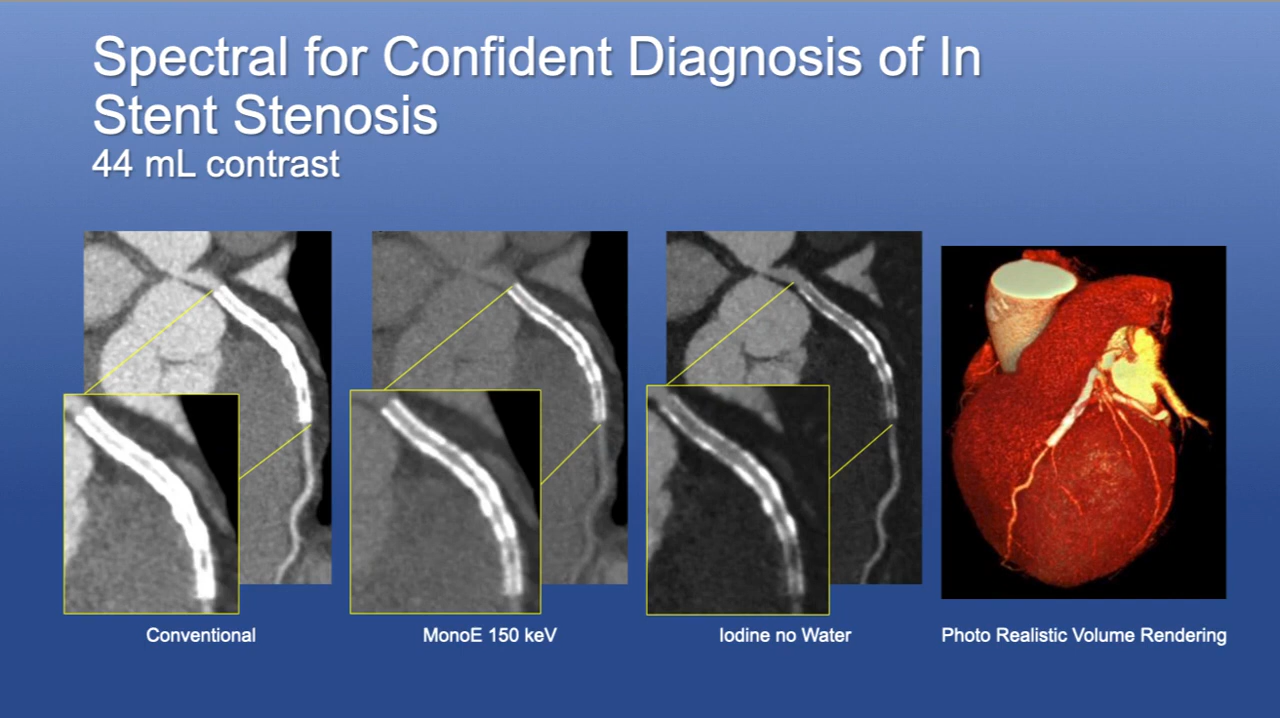 Spectral for Confident Diagnosis of In
Stent Stenosis
44 mL contrast
Conventional
MonoE 150 keV
Iodine no Water
Photo Realistic Volume Rendering